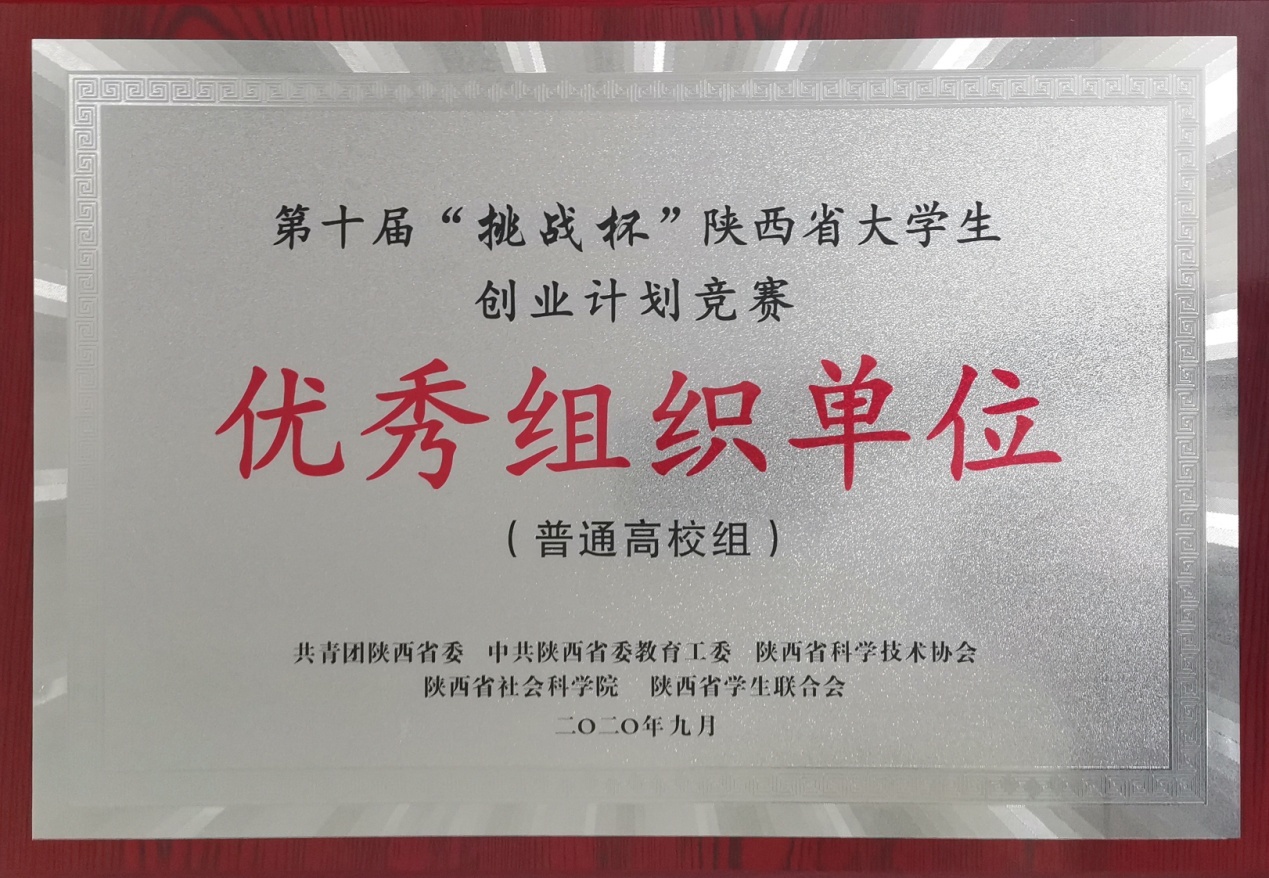 第十届“挑战杯”陕西省大学生
创业计划竞赛
优秀组织单位
（普通高校组）
共青团陕西省委 中共陕西省委教育工委 陕西省科学技术协会
陕西省社会科学院 陕西省学生联合会
二〇二〇年九月